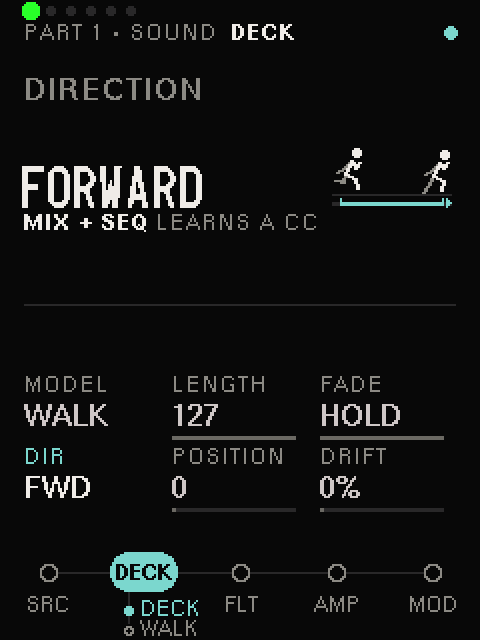 PART 1 · SOUND DECK
DIRECTION
FORWARD
MIX + SEQ LEARNS A CC
MODEL LENGTH FADE
WALK 127 HOLD
DIR POSITION DRIFT
FWD 0 0%
DECK
SRC FLT AMP MOD
DECK
WALK